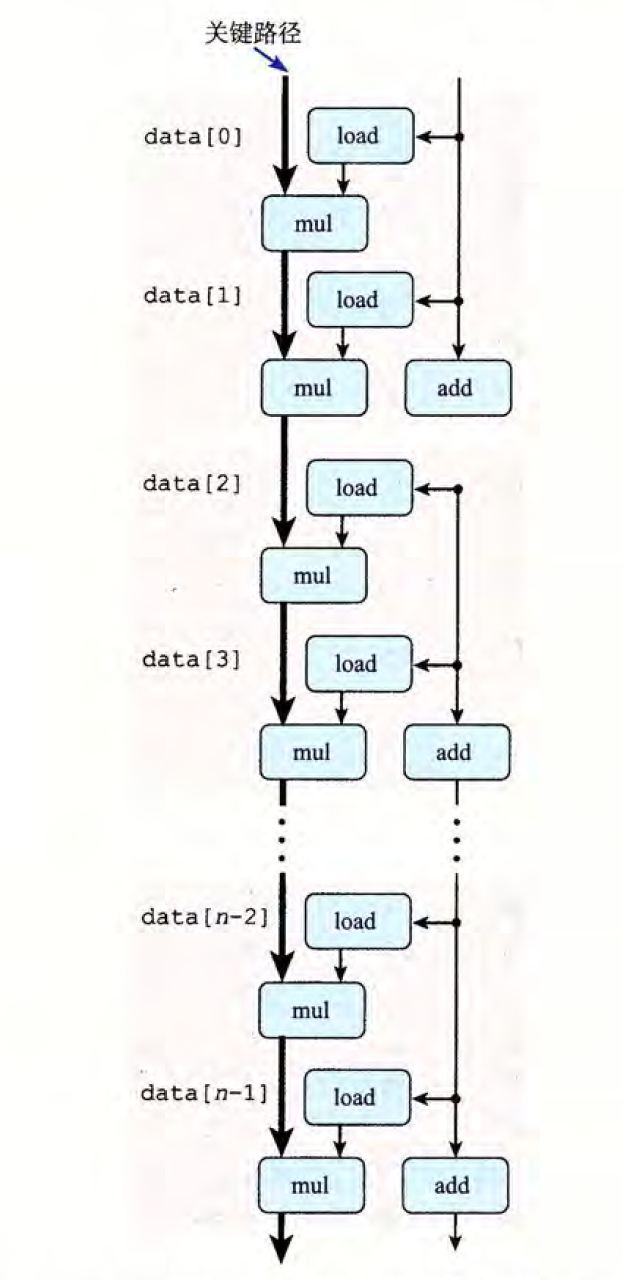 关键路径
data[0]
load
mul
data[1]
load
mul
add
data[2]
load
mul
data[3]
load
mul
add
data[n-2]
load
mul
data[n-1]
load
mul
add